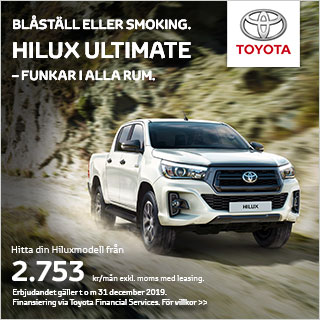 BLÅSTÄLL ELLER SMOKING.
HILUX ULTIMATE
– FUNKAR I ALLA RUM.
TOYOTA
HILUX
Hitta din Hiluxmodell från
2.753 kr/mån exkl. moms med leasing.
Erbjudandet gäller t o m 31 december 2019.
Finansiering via Toyota Financial Services. För villkor >>